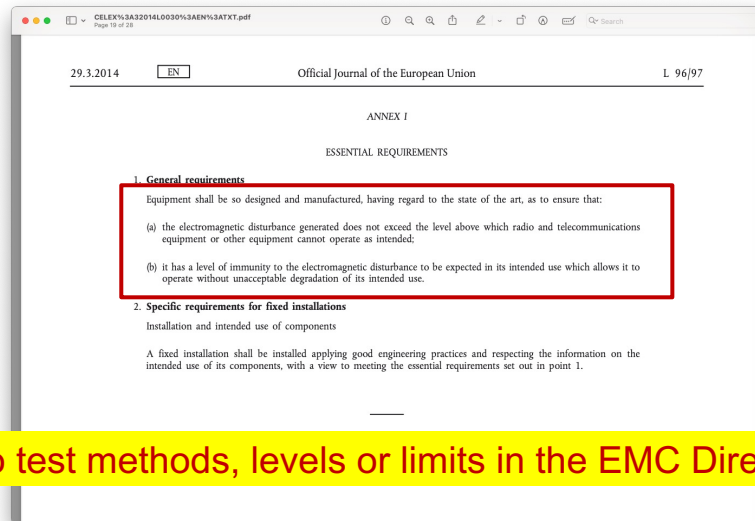 CELEX%3A32014L0030%3AEN%3ATXT.pdf
Page 19 of 28
Search
29.3.2014 EN Official Journal of the European Union L 96/97
ANNEX I
ESSENTIAL REQUIREMENTS
1. General requirements
Equipment shall be so designed and manufactured, having regard to the state of the art, as to ensure that:
(a) the electromagnetic disturbance generated does not exceed the level above which radio and telecommunications
equipment or other equipment cannot operate as intended;
(b) it has a level of immunity to the electromagnetic disturbance to be expected in its intended use which allows it to
operate without unacceptable degradation of its intended use.
2. Specific requirements for fixed installations
Installation and intended use of components
A fixed installation shall be installed applying good engineering practices and respecting the information on the
intended use of its components, with a view to meeting the essential requirements set out in point 1.
test methods, levels or limits in the EMC